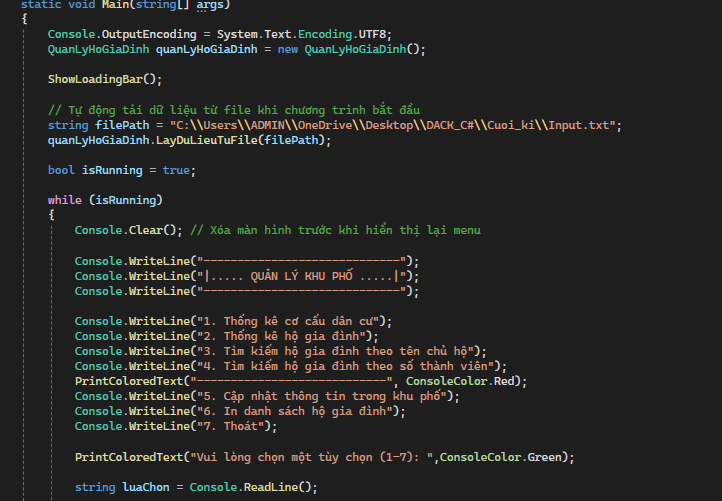 static void Main(string[] args)
{
Console.OutputEncoding = System.Text.Encoding.UTF8;
QuanLyHoGiaDinh quanLyHoGiaDinh = new QuanLyHoGiaDinh();
ShowLoadingBar();
// Tự động tải dữ liệu từ file khi chương trình bắt đầu
string filePath = "C:\\Users\\ADMIN\\OneDrive\\Desktop\\DACK_C#\\Cuoi_ki\\Input.txt";
quanLyHoGiaDinh.LayDuLieuTuFile(filePath);
bool isRunning = true;
while (isRunning)
{
Console.Clear(); // Xóa màn hình trước khi hiển thị lại menu
Console.WriteLine("-----------------------------");
Console.WriteLine("|..... QUẢN LÝ KHU PHỐ .....|");
Console.WriteLine("-----------------------------");
Console.WriteLine("1. Thống kê cơ cấu dân cư");
Console.WriteLine("2. Thống kê hộ gia đình");
Console.WriteLine("3. Tìm kiếm hộ gia đình theo tên chủ hộ");
Console.WriteLine("4. Tìm kiếm hộ gia đình theo số thành viên");
PrintColoredText("----------------------------", ConsoleColor.Red);
Console.WriteLine("5. Cập nhật thông tin trong khu phố");
Console.WriteLine("6. In danh sách hộ gia đình");
Console.WriteLine("7. Thoát");
PrintColoredText("Vui lòng chọn một tùy chọn (1-7): ",ConsoleColor.Green);
string luaChon = Console.ReadLine();